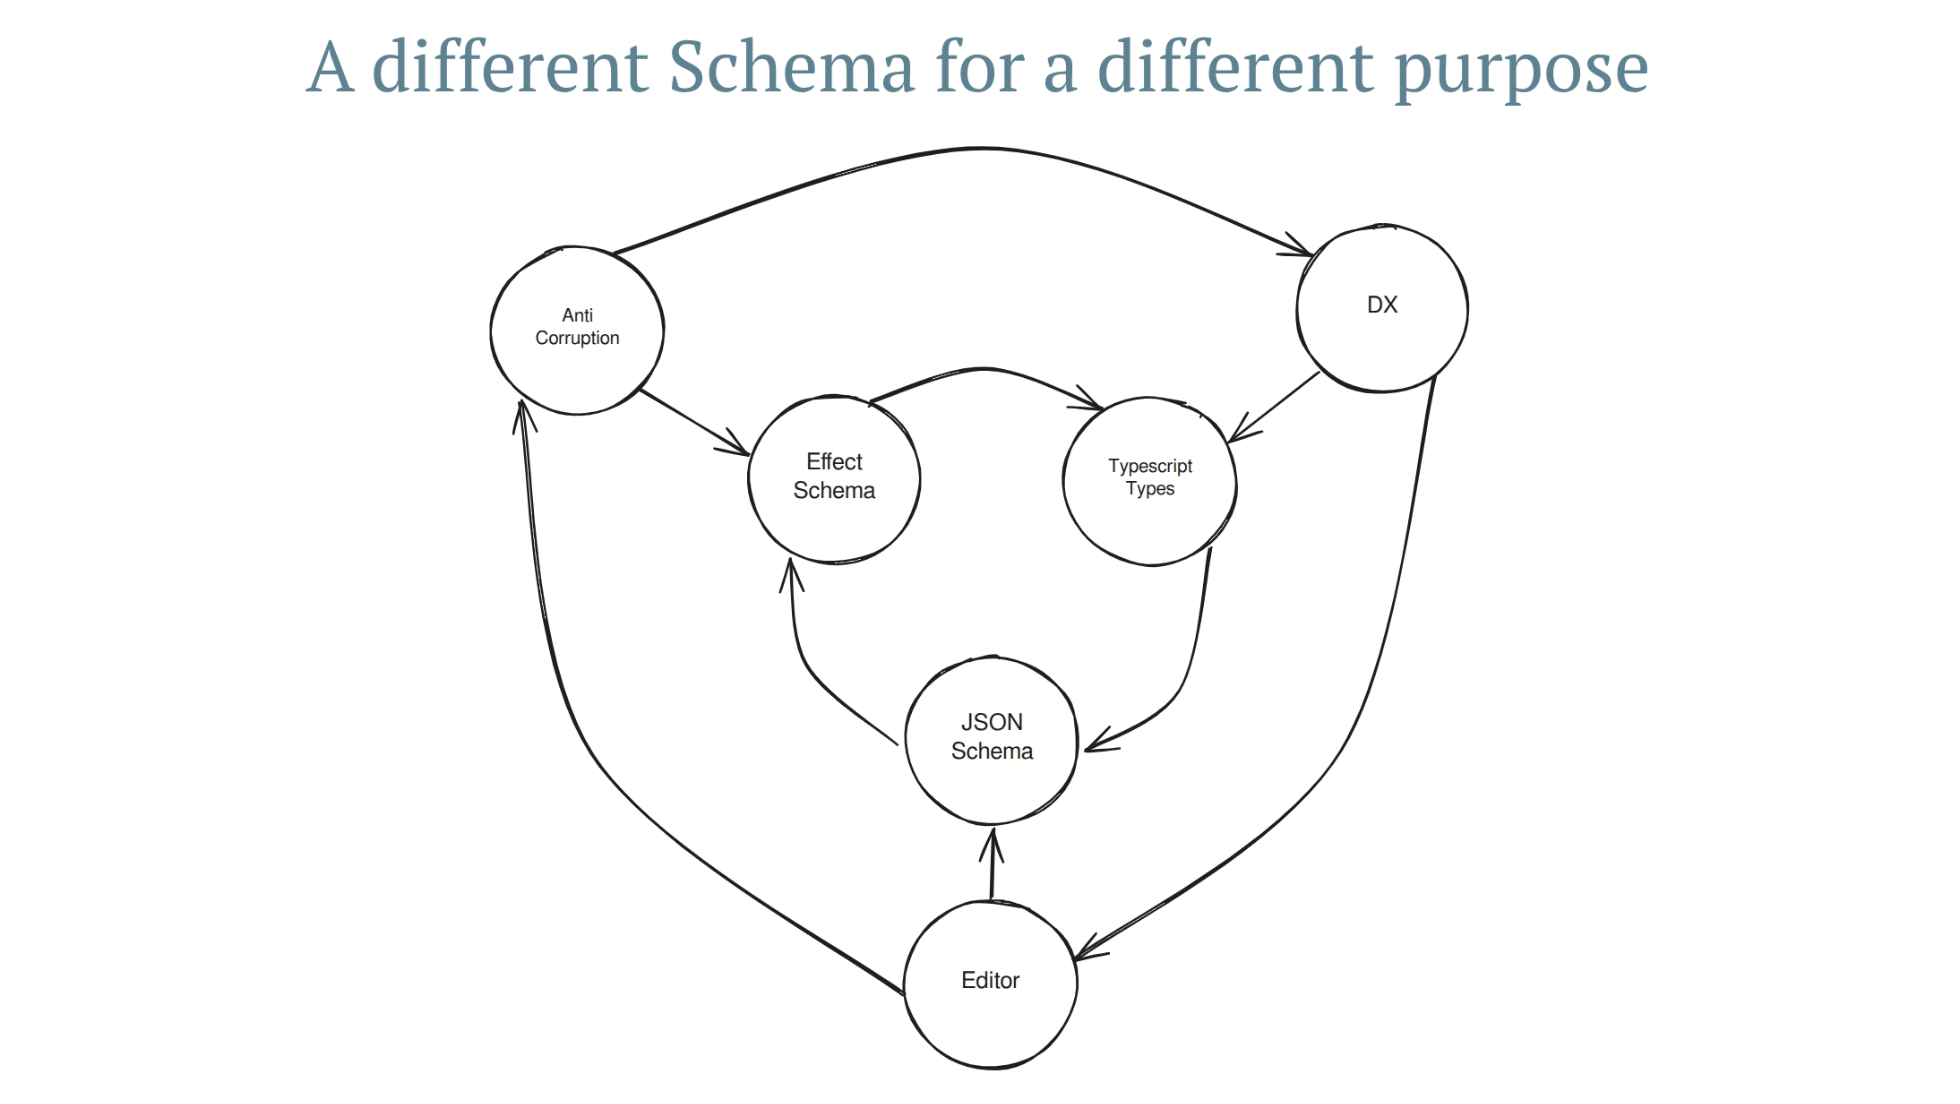 A different Schema for a different purpose
Anti
Corruption
DX
Effect
Schema
Typescript
Types
JSON
Schema
Editor